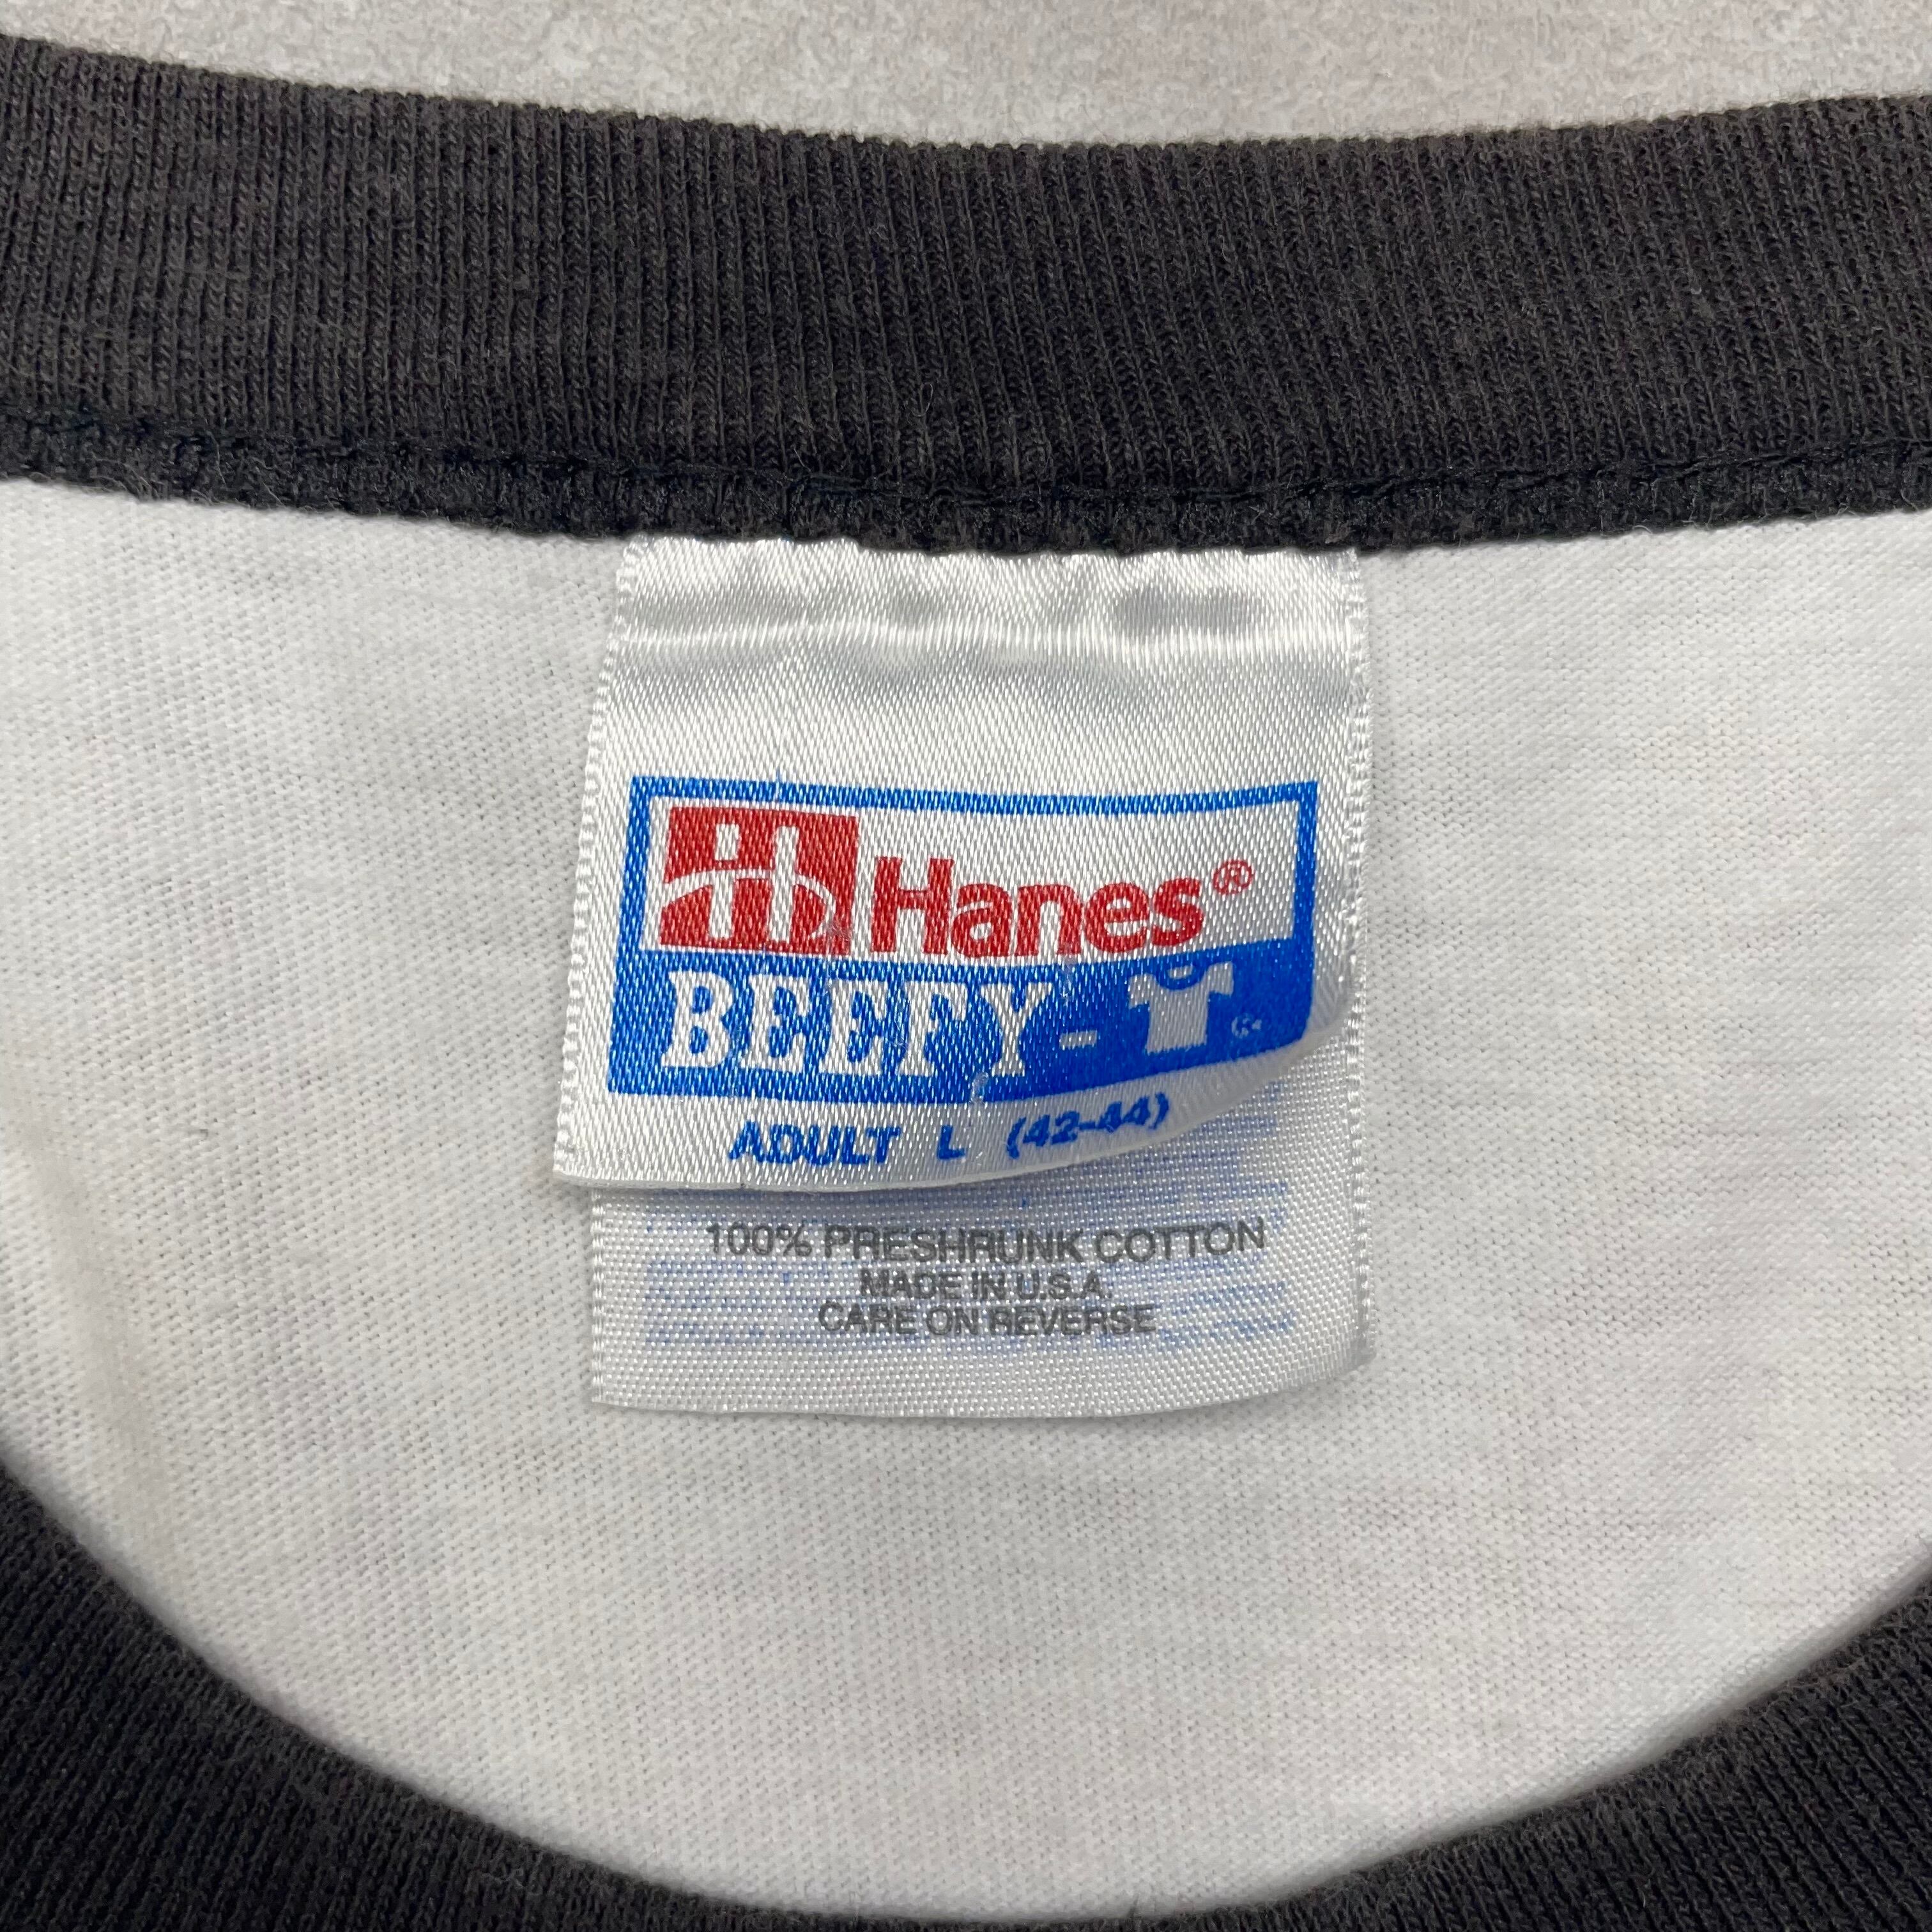 Hanes®
BEEFY-T
ADULT L (42-44)
100% PRESHRUNK COTTON
MADE IN U.S.A.
CARE ON REVERSE